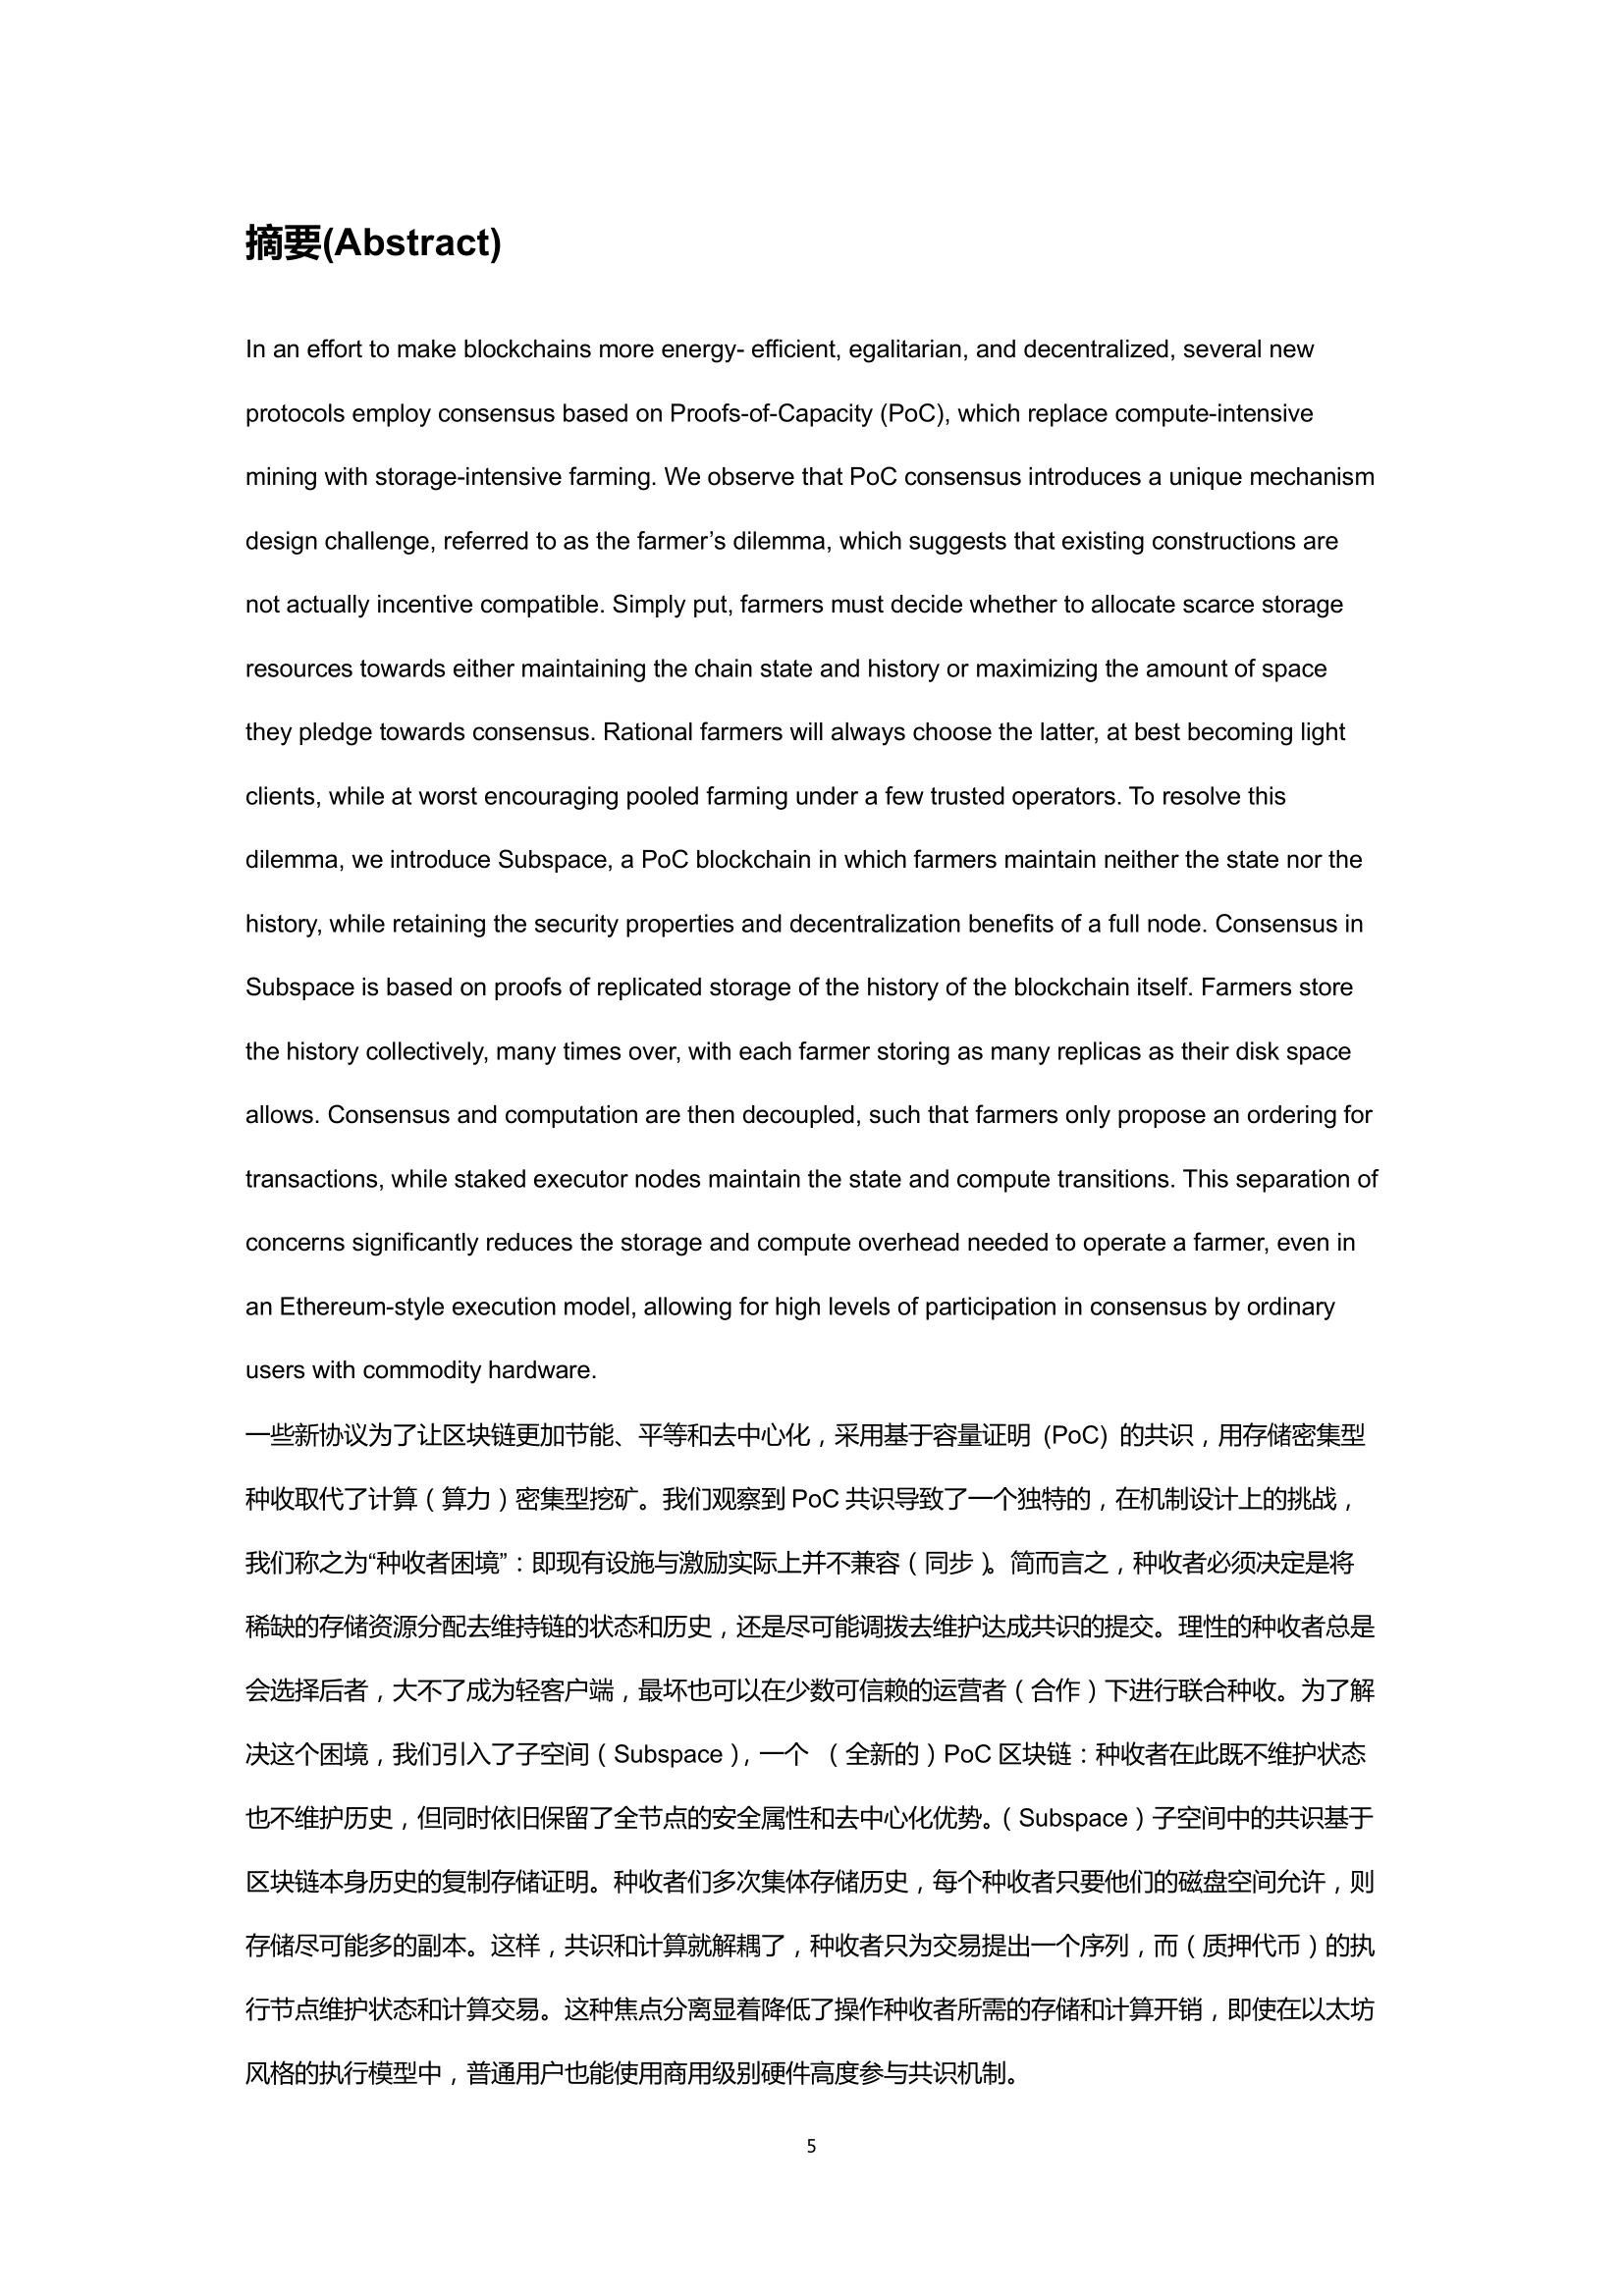 摘要(Abstract)
In an effort to make blockchains more energy- efficient, egalitarian, and decentralized, several new
protocols employ consensus based on Proofs-of-Capacity (PoC), which replace compute-intensive
mining with storage-intensive farming. We observe that PoC consensus introduces a unique mechanism
design challenge, referred to as the farmer’s dilemma, which suggests that existing constructions are
not actually incentive compatible. Simply put, farmers must decide whether to allocate scarce storage
resources towards either maintaining the chain state and history or maximizing the amount of space
they pledge towards consensus. Rational farmers will always choose the latter, at best becoming light
clients, while at worst encouraging pooled farming under a few trusted operators. To resolve this
dilemma, we introduce Subspace, a PoC blockchain in which farmers maintain neither the state nor the
history, while retaining the security properties and decentralization benefits of a full node. Consensus in
Subspace is based on proofs of replicated storage of the history of the blockchain itself. Farmers store
the history collectively, many times over, with each farmer storing as many replicas as their disk space
allows. Consensus and computation are then decoupled, such that farmers only propose an ordering for
transactions, while staked executor nodes maintain the state and compute transitions. This separation of
concerns significantly reduces the storage and compute overhead needed to operate a farmer, even in
an Ethereum-style execution model, allowing for high levels of participation in consensus by ordinary
users with commodity hardware.
一些新协议为了让区块链更加节能、平等和去中心化，采用基于容量证明 (PoC) 的共识，用存储密集型
种收取代了计算（算力）密集型挖矿。我们观察到 PoC 共识导致了一个独特的，在机制设计上的挑战，
我们称之为“种收者困境”：即现有设施与激励实际上并不兼容（同步）。简而言之，种收者必须决定是将
稀缺的存储资源分配去维持链的状态和历史，还是尽可能调拨去维护达成共识的提交。理性的种收者总是
会选择后者，大不了成为轻客户端，最坏也可以在少数可信赖的运营者（合作）下进行联合种收。为了解
决这个困境，我们引入了子空间（Subspace），一个 （全新的）PoC 区块链：种收者在此既不维护状态
也不维护历史，但同时依旧保留了全节点的安全属性和去中心化优势。（Subspace）子空间中的共识基于
区块链本身历史的复制存储证明。种收者们多次集体存储历史，每个种收者只要他们的磁盘空间允许，则
存储尽可能多的副本。这样，共识和计算就解耦了，种收者只为交易提出一个序列，而（质押代币）的执
行节点维护状态和计算交易。这种焦点分离显着降低了操作种收者所需的存储和计算开销，即使在以太坊
风格的执行模型中，普通用户也能使用商用级别硬件高度参与共识机制。
5